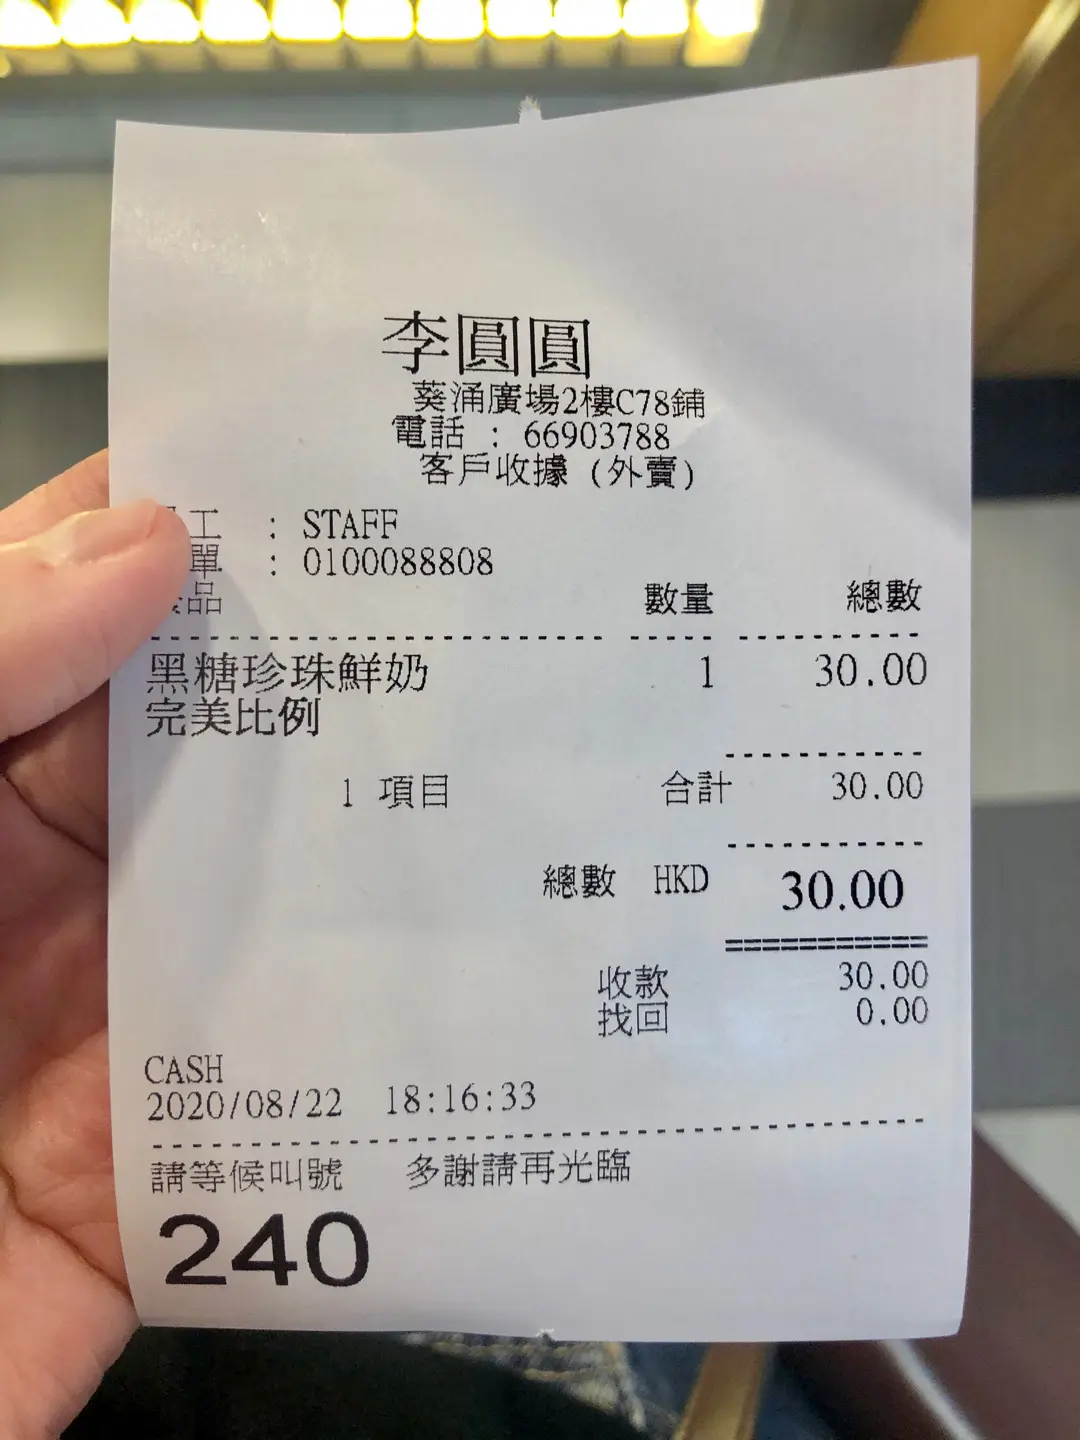 李圓圓
葵涌廣場2樓C78鋪
電話 : 66903788
客戶收據 (外賣)
工 : STAFF
單 : 0100088808
品 數量 總數
黑糖珍珠鮮奶 1 30.00
完美比例
1 項目 合計 30.00
總數 HKD 30.00
收款 30.00
找回 0.00
CASH
2020/08/22 18:16:33
請等候叫號 多謝請再光臨
240